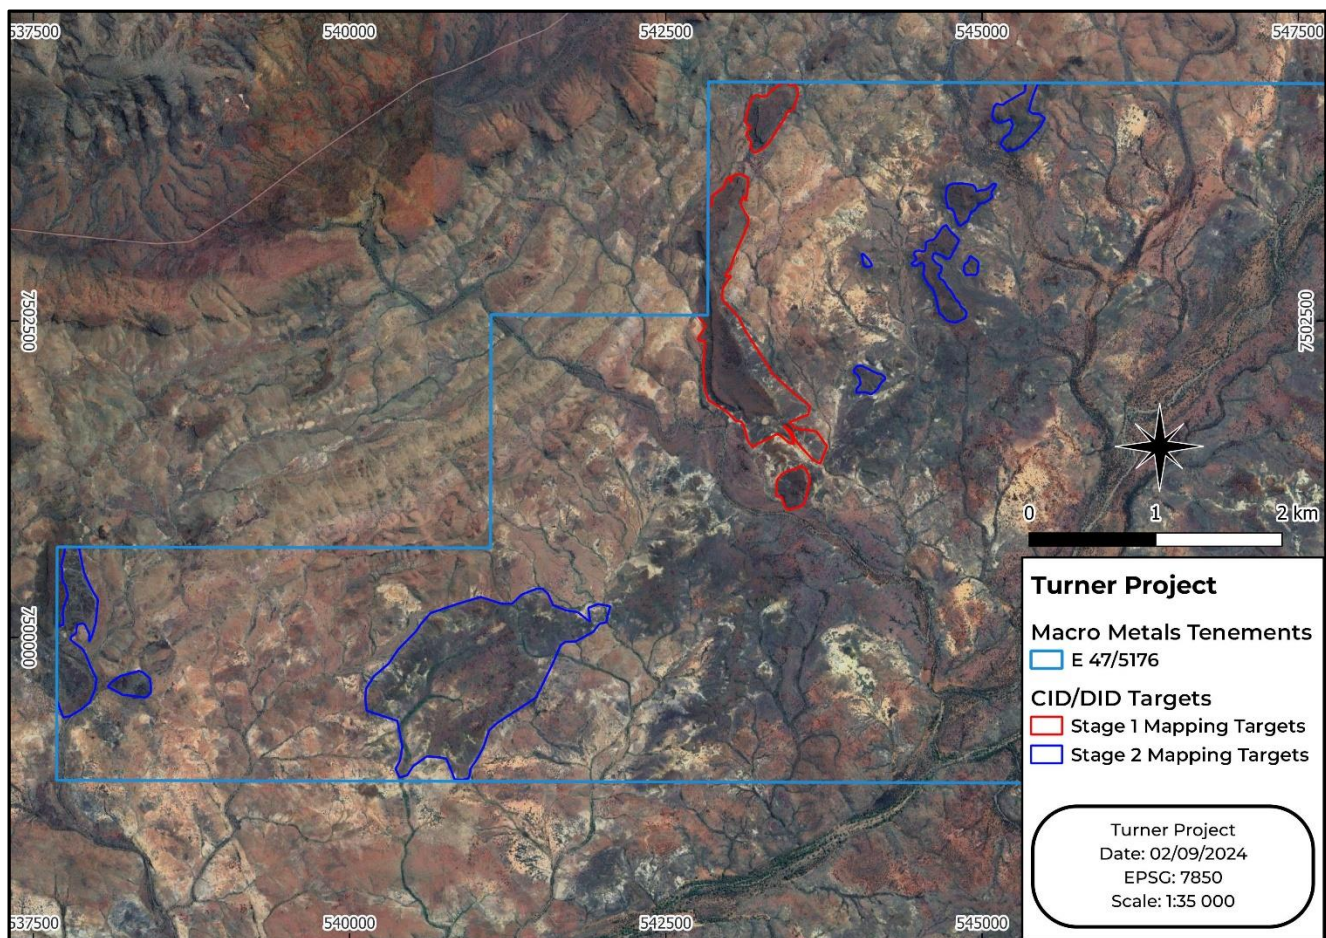 537500 540000 542500 545000 547500
7502500 7502500
0 1 2 km
Turner Project
Macro Metals Tenements
E 47/5176
7500000
CID/DID Targets
Stage 1 Mapping Targets
Stage 2 Mapping Targets
Turner Project
Date: 02/09/2024
EPSG: 7850
Scale: 1:35 000
537500 540000 542500 545000